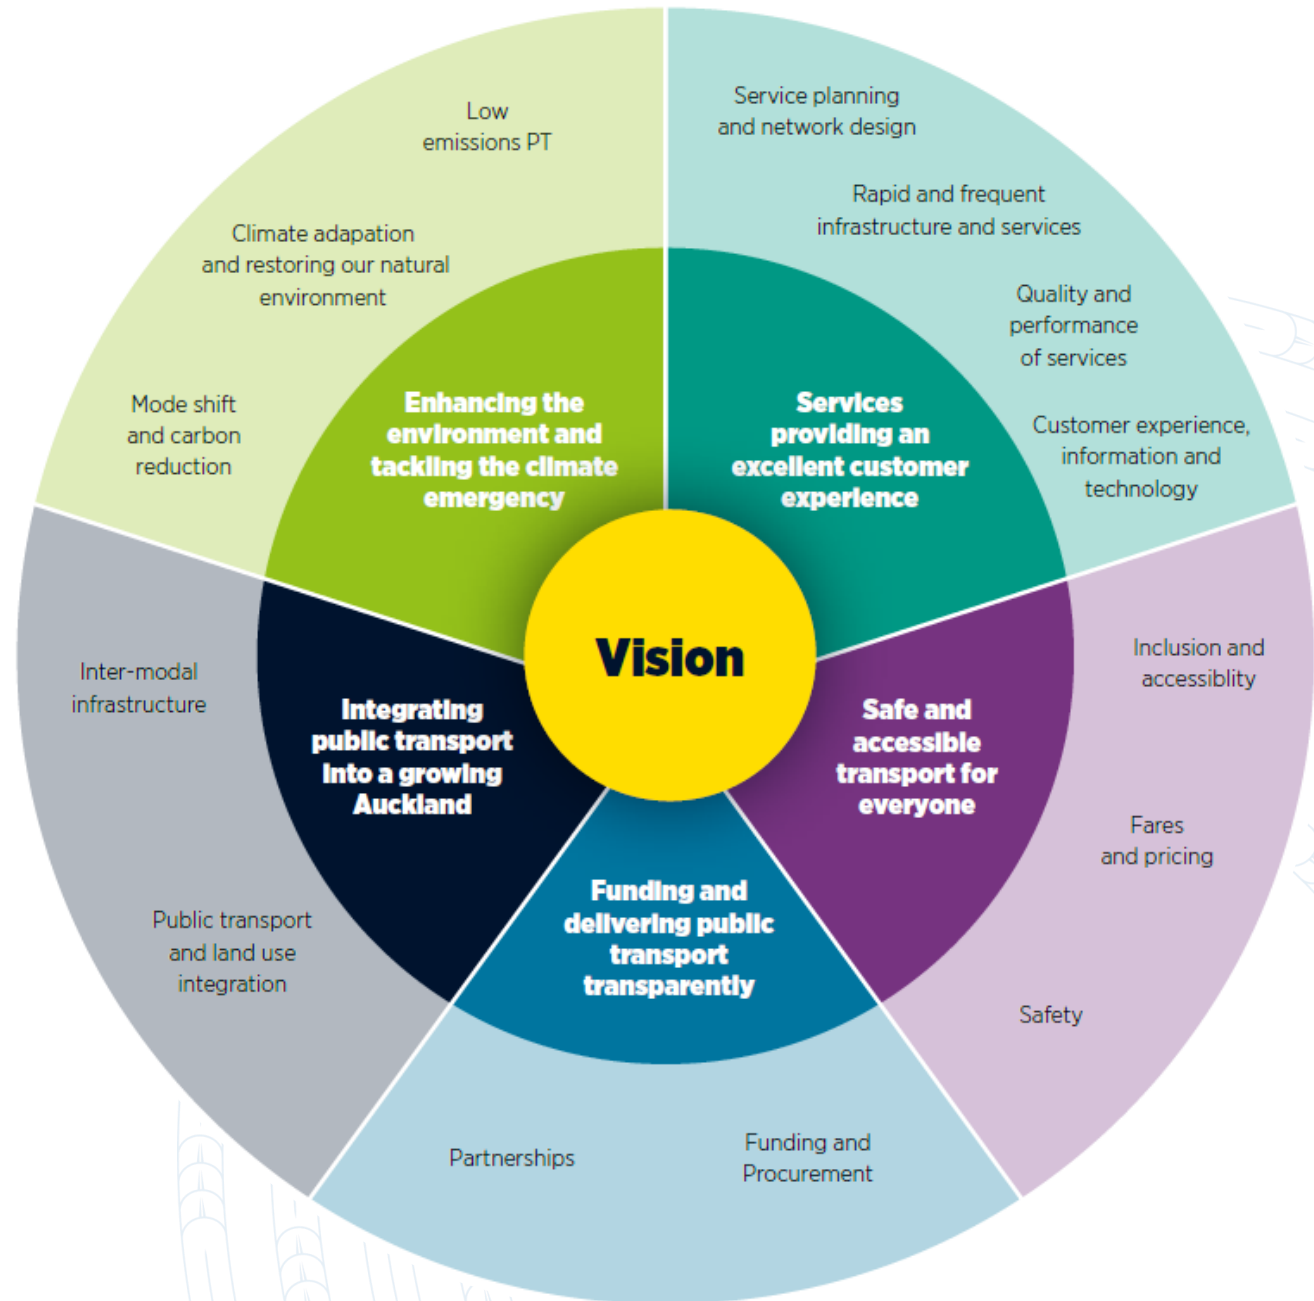 Low
emissions PT
Climate adapation
and restoring our natural
environment
Mode shift
and carbon
reduction
Enhancing the
environment and
tackling the climate
emergency
Service planning
and network design
Rapid and frequent
infrastructure and services
Quality and
performance
of services
Customer experience,
information and
technology
Services
providing an
excellent customer
experience
Vision
Inter-modal
infrastructure
Public transport
and land use
integration
Integrating
public transport
into a growing
Auckland
Safe and
accessible
transport for
everyone
Inclusion and
accessiblity
Fares
and pricing
Safety
Funding and
delivering public
transport
transparently
Partnerships
Funding and
Procurement